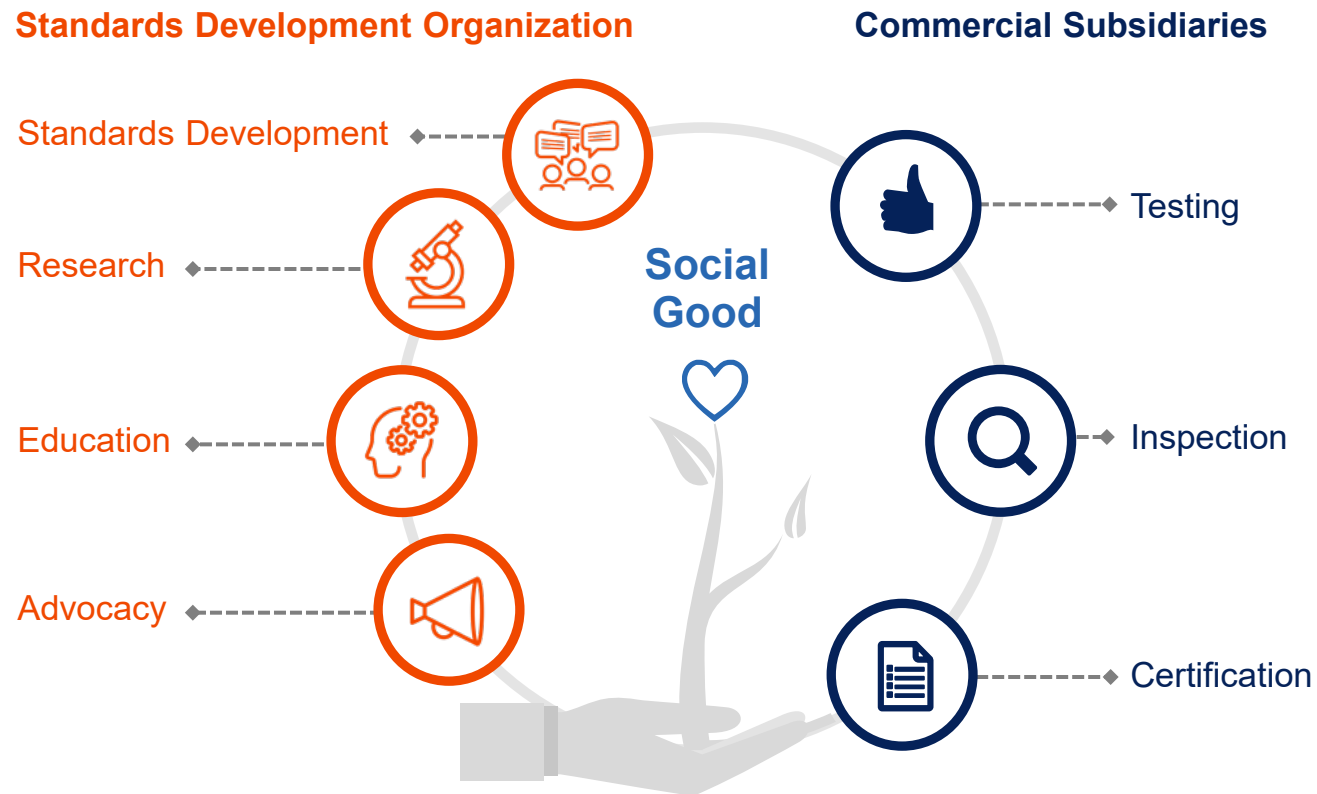 Standards Development Organization
Commercial Subsidiaries
Standards Development
Research
Education
Advocacy
Social
Good
Testing
Inspection
Certification